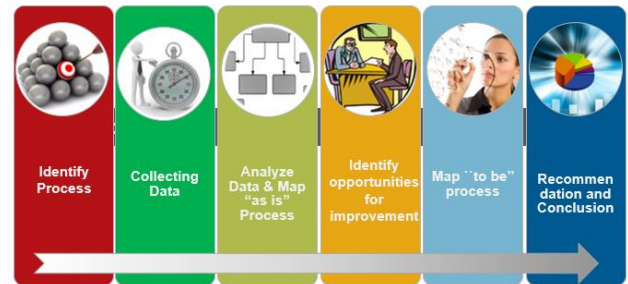 Identify
Process
Collecting
Data
Analyze
Data & Map
"as is"
Process
Identify
opportunities
for
improvement
Map ``to be"
process
Recommen
dation and
Conclusion